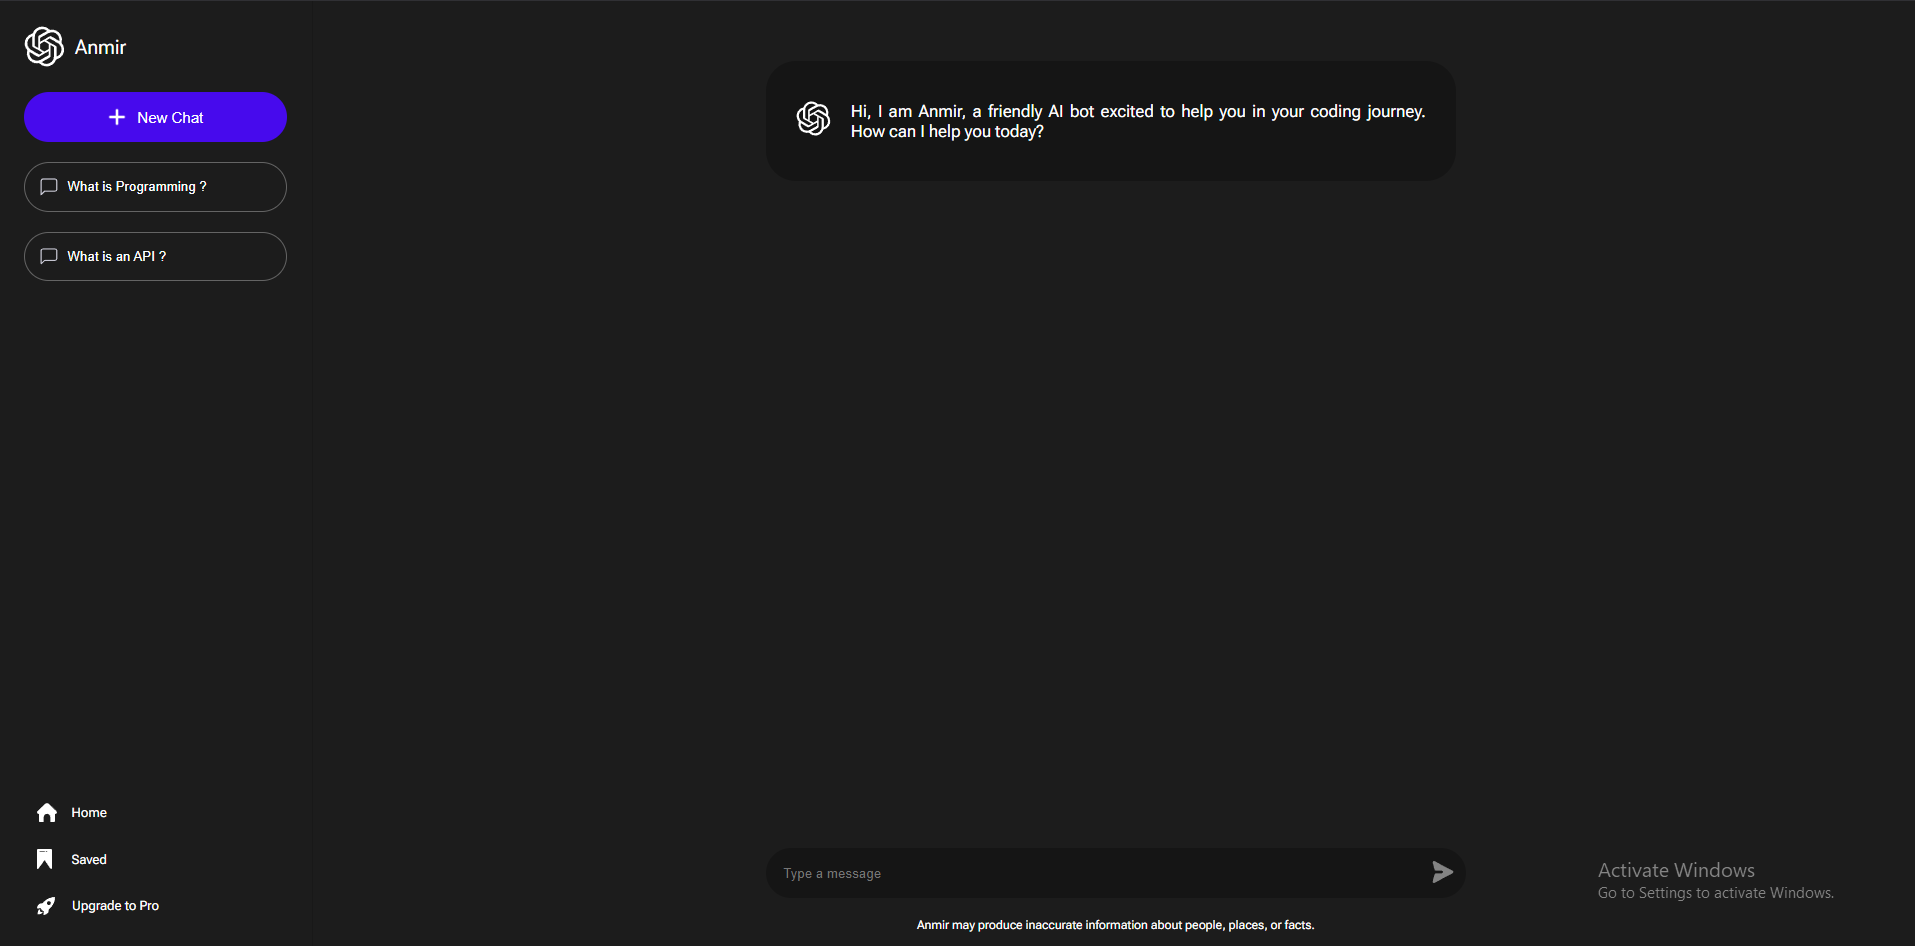 Anmir
New Chat
What is Programming ?
What is an API ?
Home
Saved
Upgrade to Pro
Hi, I am Anmir, a friendly AI bot excited to help you in your coding journey.
How can I help you today?
Type a message
Anmir may produce inaccurate information about people, places, or facts.
Activate Windows
Go to Settings to activate Windows.